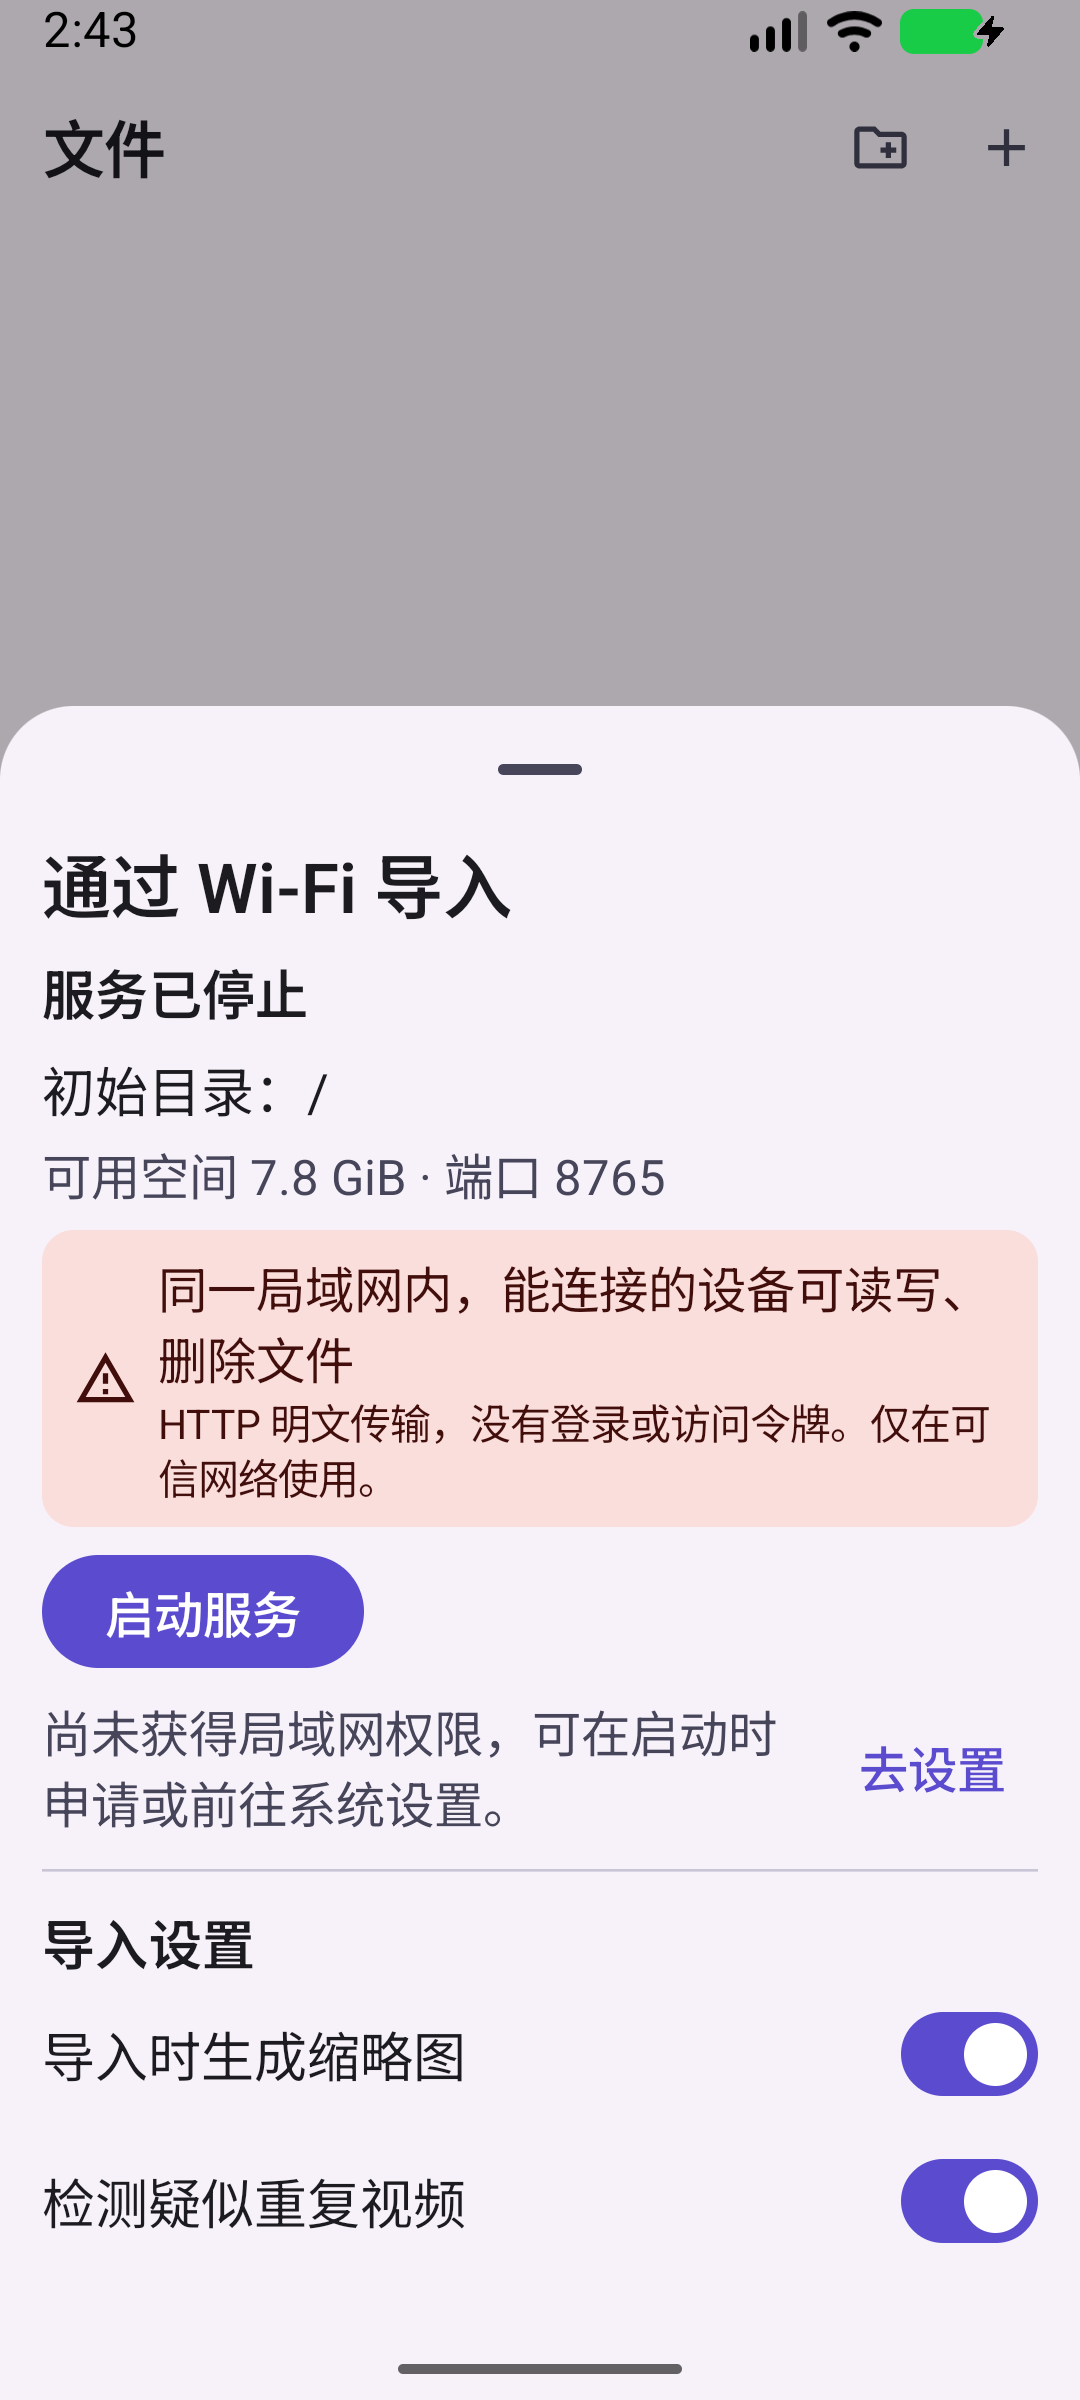 2:43
文件
通过 Wi-Fi 导入
服务已停止
初始目录：/
可用空间 7.8 GiB · 端口 8765
同一局域网内，能连接的设备可读写、
删除文件
HTTP 明文传输，没有登录或访问令牌。仅在可
信网络使用。
启动服务
尚未获得局域网权限，可在启动时
申请或前往系统设置。
去设置
导入设置
导入时生成缩略图
检测疑似重复视频